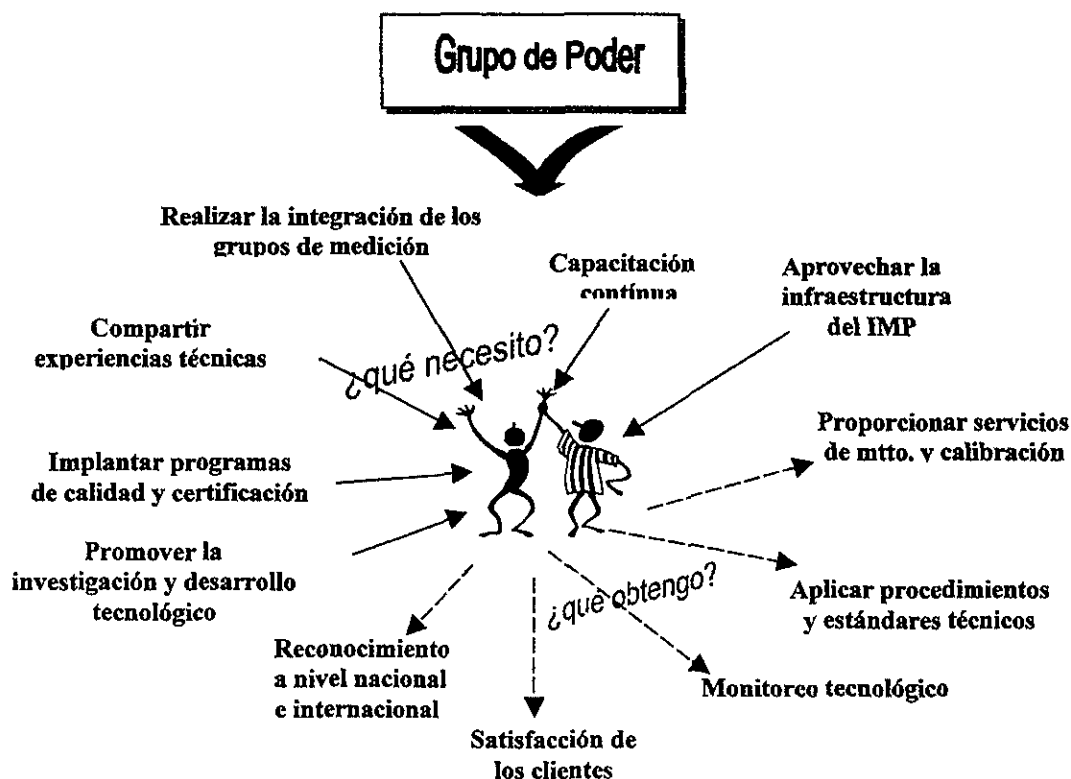 Grupo de Poder
Realizar la integración de los
grupos de medición
Capacitación
contínua
Aprovechar la
infraestructura
del IMP
Compartir
experiencias técnicas
¿qué necesito?
Proporcionar servicios
de mtto. y calibración
Implantar programas
de calidad y certificación
Promover la
investigación y desarrollo
tecnológico
¿qué obtengo?
Aplicar procedimientos
y estándares técnicos
Reconocimiento
a nivel nacional
e internacional
Monitoreo tecnológico
Satisfacción de
los clientes